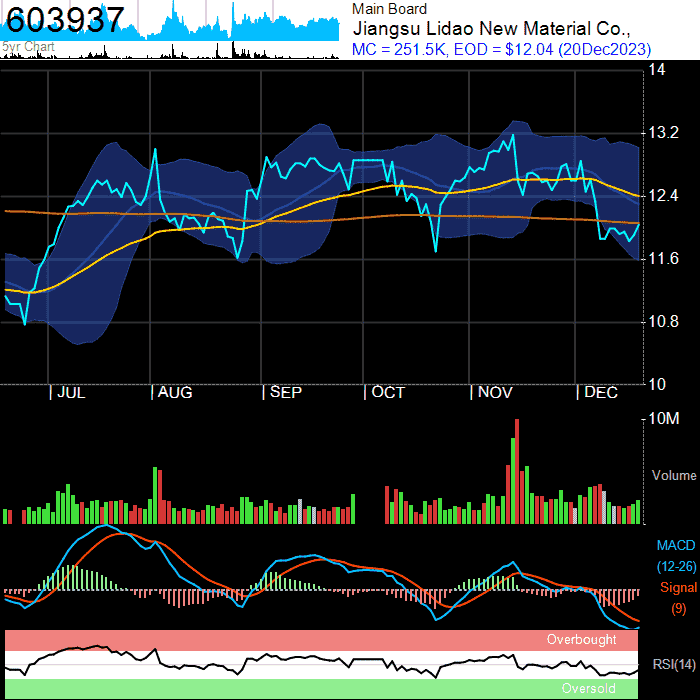 603937
5yr Chart
Main Board
Jiangsu Lidao New Material Co.,
MC = 251.5K, EOD = $12.04 (20Dec2023)
14
13.2
12.4
11.6
10.8
10
JUL
AUG
SEP
OCT
NOV
DEC
10M
Volume
MACD
(12-26)
Signal
(9)
Overbought
RSI(14)
Oversold